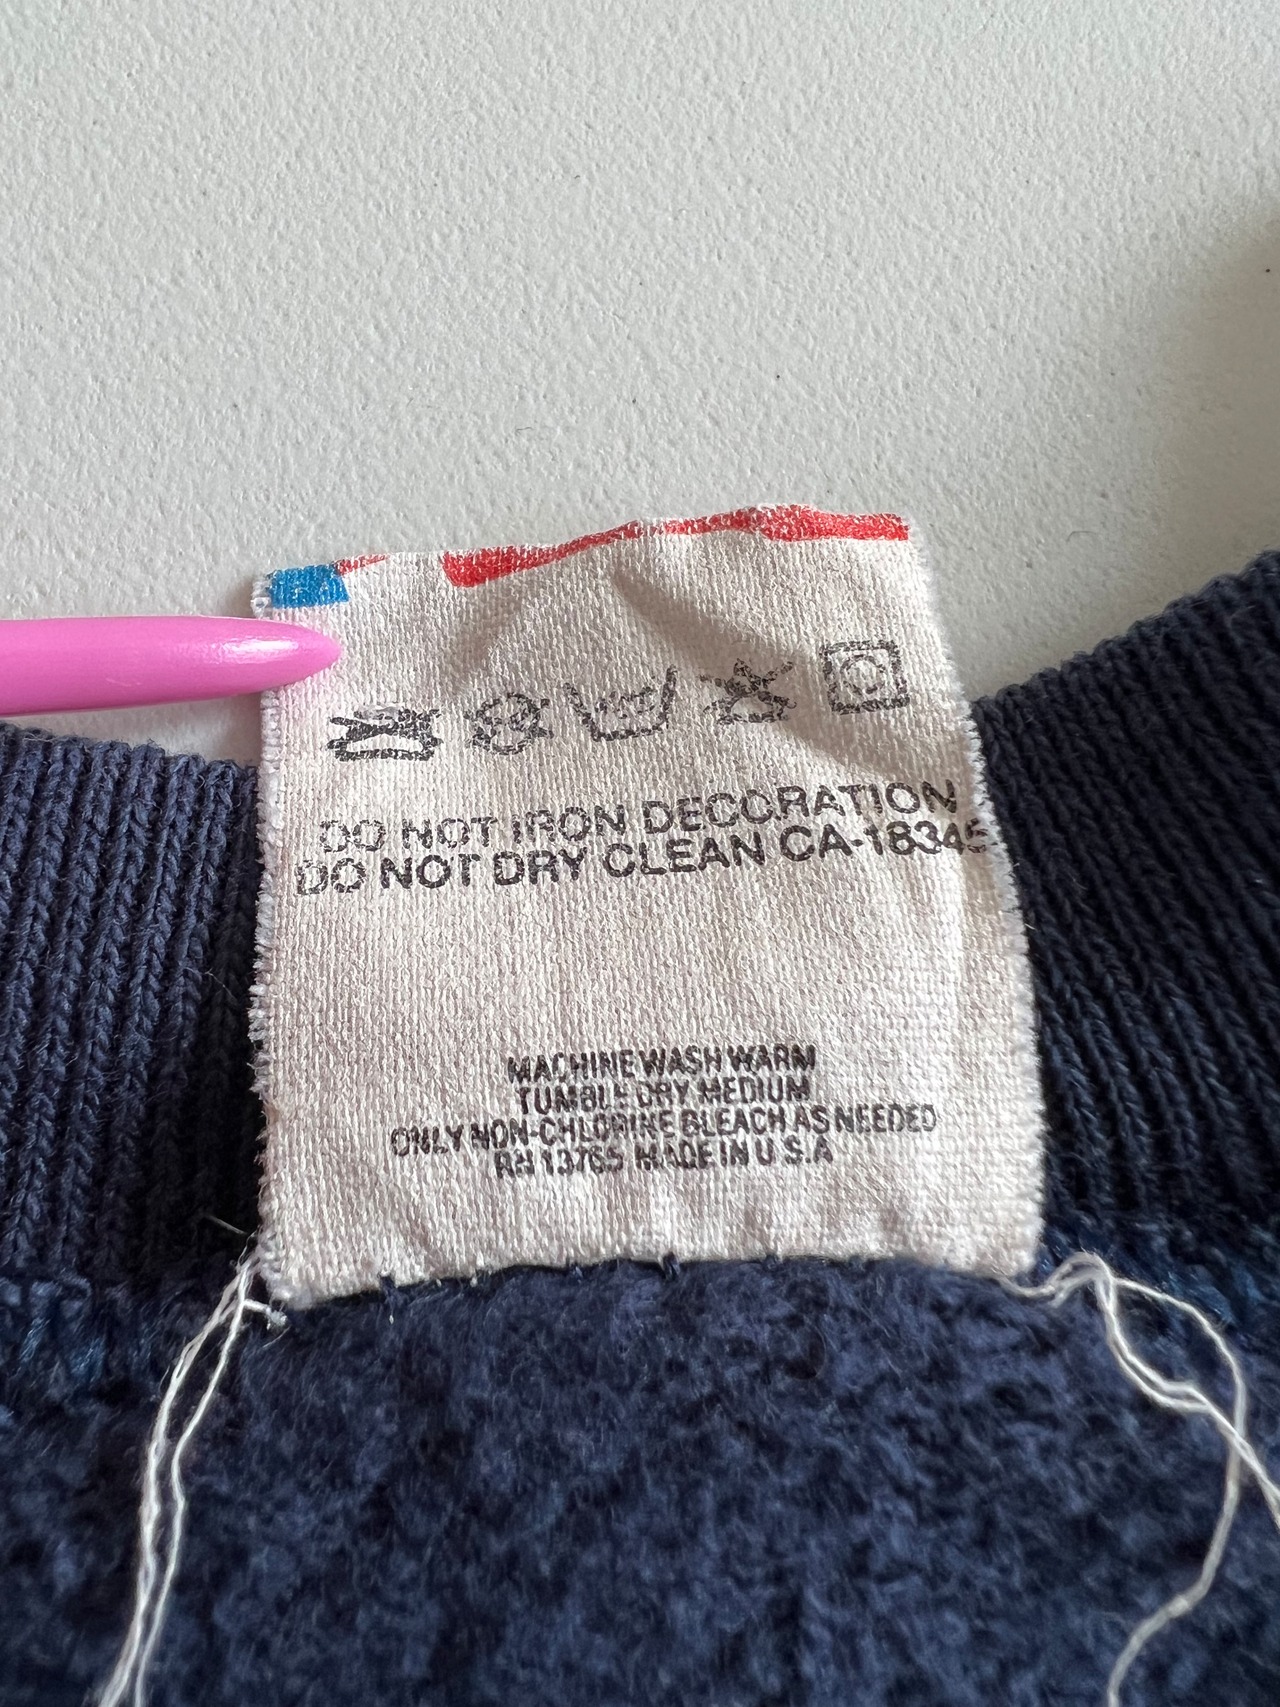 DO NOT IRON DECORATION
DO NOT DRY CLEAN CA-18345
MACHINE WASH WARM
TUMBLE DRY MEDIUM
ONLY NON-CHLORINE BLEACH AS NEEDED
RN 13765 MADE IN U.S.A